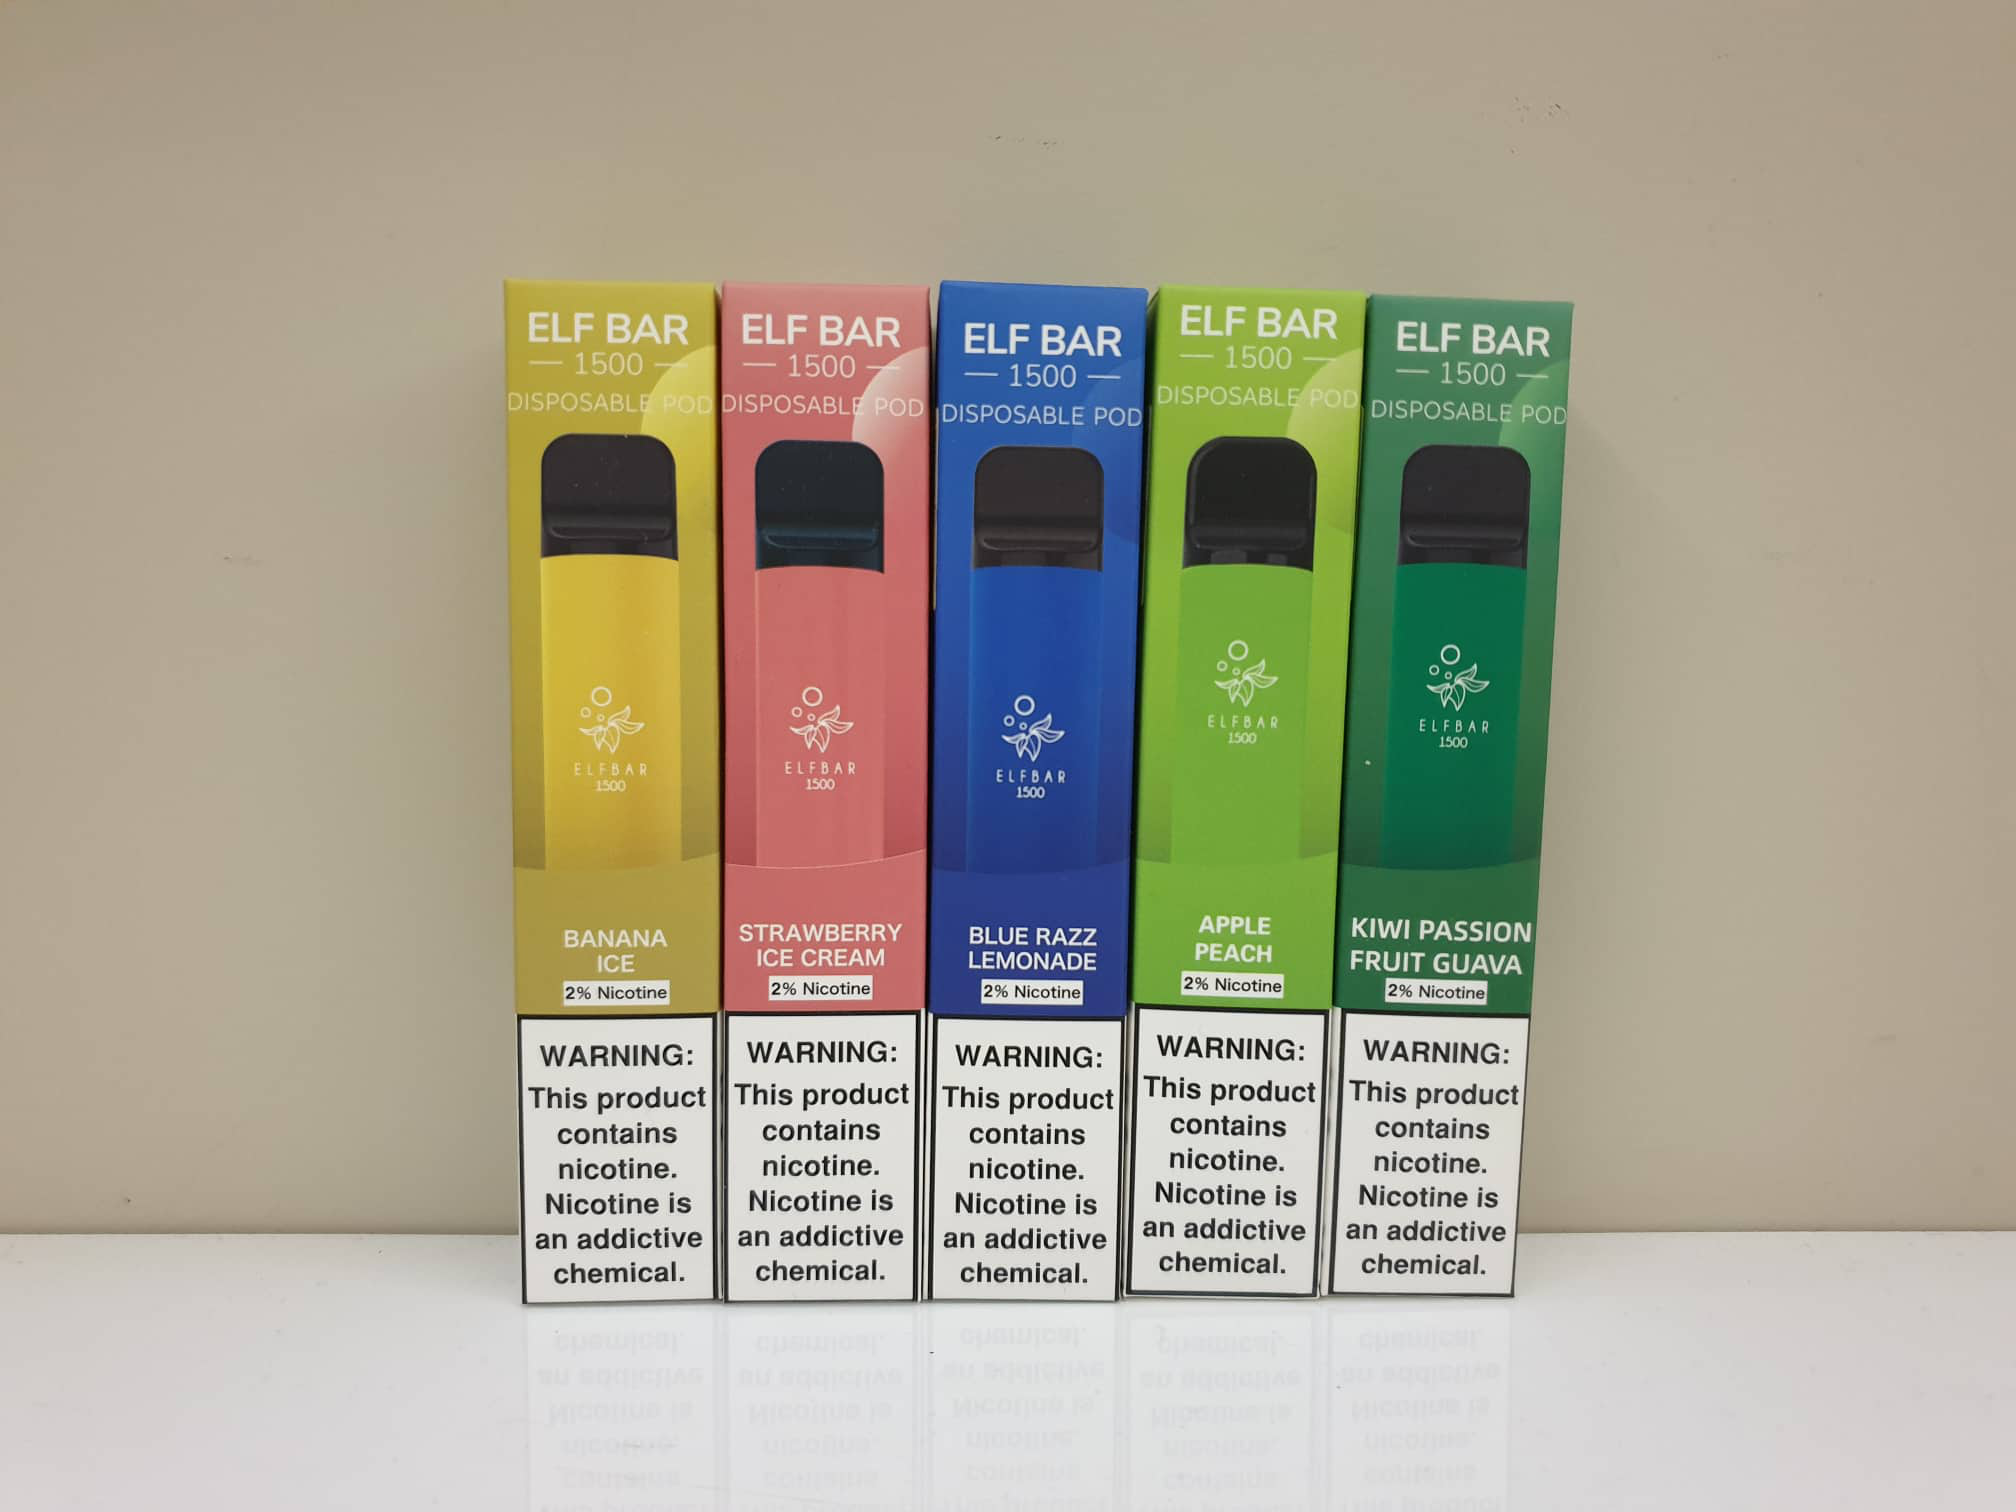 ELF BAR
1500
DISPOSABLE POD
ELFBAR
1500
BANANA
ICE
2% Nicotine
WARNING:
This product
contains
nicotine.
Nicotine is
an addictive
chemical.
ELF BAR
1500
DISPOSABLE POD
ELFBAR
1500
STRAWBERRY
ICE CREAM
2% Nicotine
WARNING:
This product
contains
nicotine.
Nicotine is
an addictive
chemical.
ELF BAR
1500
DISPOSABLE POD
ELFBAR
1500
BLUE RAZZ
LEMONADE
2% Nicotine
WARNING:
This product
contains
nicotine.
Nicotine is
an addictive
chemical.
ELF BAR
1500
DISPOSABLE POD
ELFBAR
1500
APPLE
PEACH
2% Nicotine
WARNING:
This product
contains
nicotine.
Nicotine is
an addictive
chemical.
ELF BAR
1500
DISPOSABLE POD
ELFBAR
1500
KIWI PASSION
FRUIT GUAVA
2% Nicotine
WARNING:
This product
contains
nicotine.
Nicotine is
an addictive
chemical.